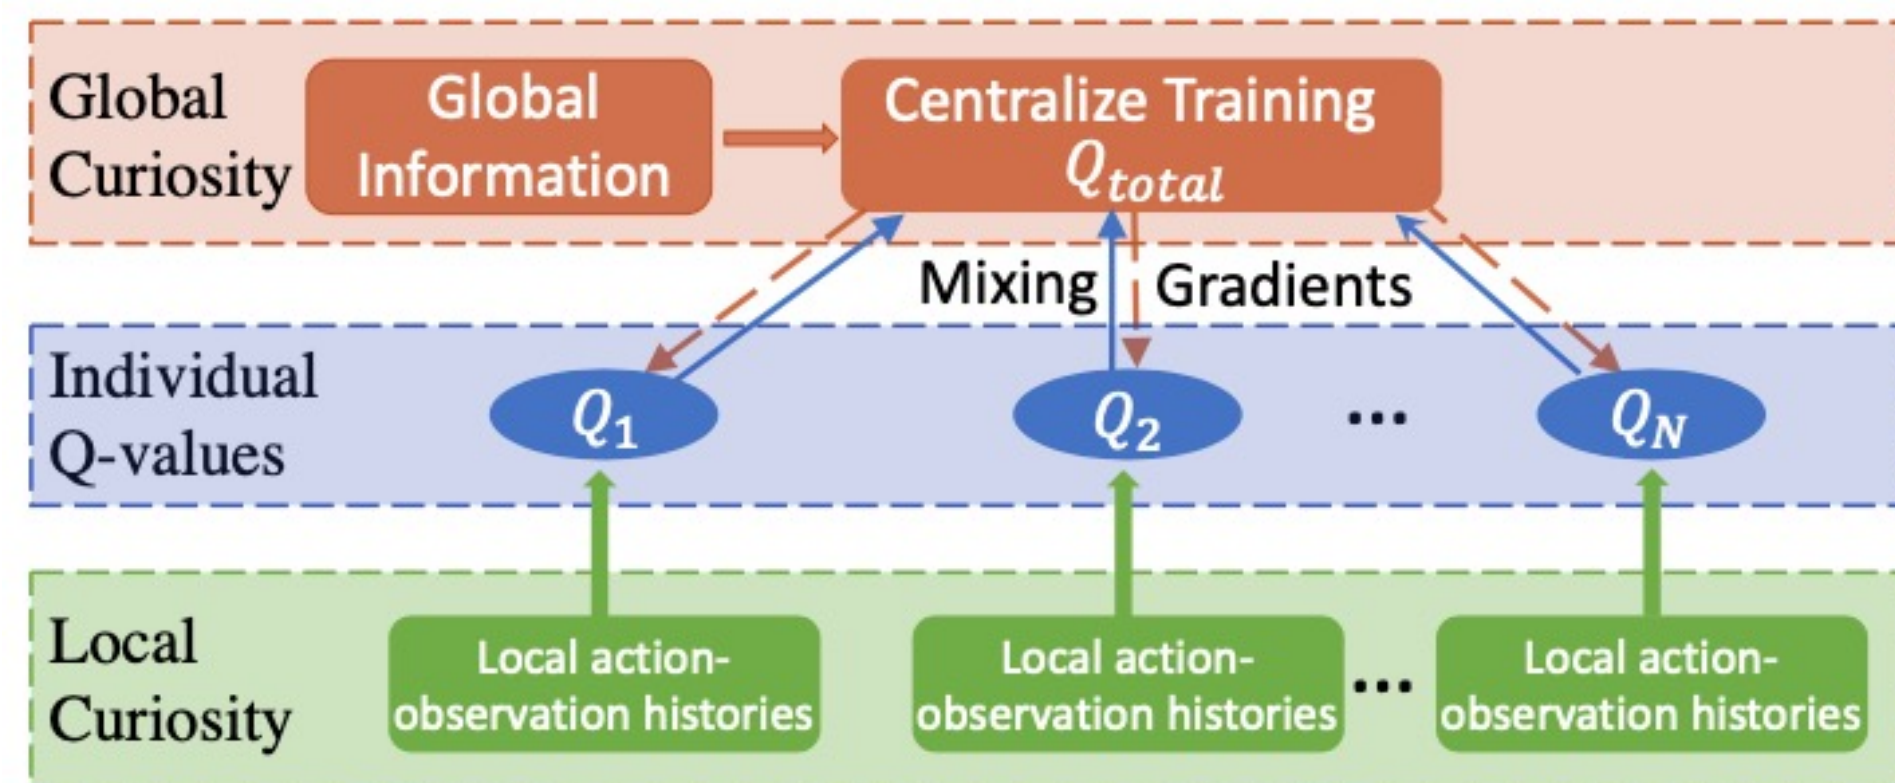 Global
Curiosity
Global
Information
Centralize Training
Q_total
Mixing
Gradients
Individual
Q-values
Q_1
Q_2
...
Q_N
Local
Curiosity
Local action-
observation histories
Local action-
observation histories
...
Local action-
observation histories